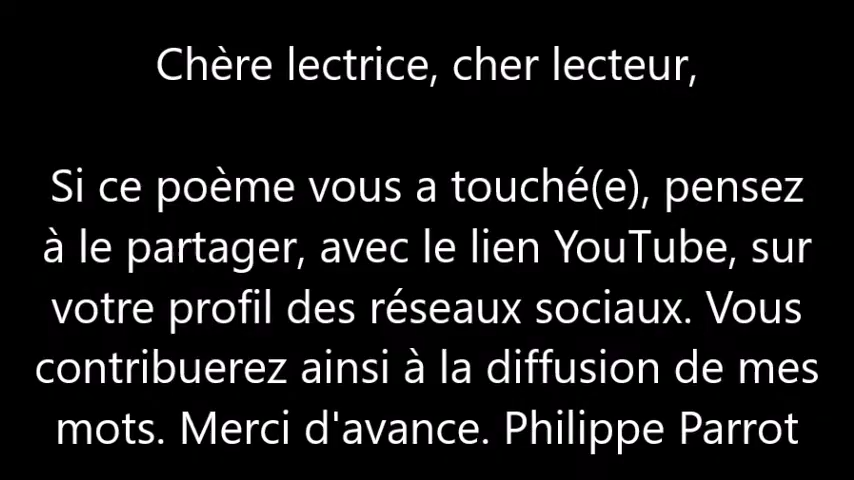 Chère lectrice, cher lecteur,
Si ce poème vous a touché(e), pensez
à le partager, avec le lien YouTube, sur
votre profil des réseaux sociaux. Vous
contribuerez ainsi à la diffusion de mes
mots. Merci d'avance. Philippe Parrot